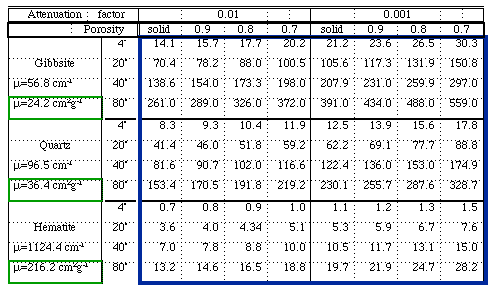 Attenuation : factor 0.01 0.001
: Porosity solid 0.9 0.8 0.7 solid 0.9 0.8 0.7
4° 14.1 15.7 17.7 20.2 21.2 23.6 26.5 30.3
Gibbsite 20° 70.4 78.2 88.0 100.5 105.6 117.3 131.9 150.8
μ=56.8 cm⁻¹ 40° 138.6 154.0 173.3 198.0 207.9 231.0 259.9 297.0
μ=24.2 cm²g⁻¹ 80° 261.0 289.0 326.0 372.0 391.0 434.0 488.0 559.0
4° 8.3 9.3 10.4 11.9 12.5 13.9 15.6 17.8
Quartz 20° 41.4 46.0 51.8 59.2 62.2 69.1 77.7 88.8
μ=96.5 cm⁻¹ 40° 81.6 90.7 102.0 116.6 122.4 136.0 153.0 174.9
μ=36.4 cm²g⁻¹ 80° 153.4 170.5 191.8 219.2 230.1 255.7 287.6 328.7
4° 0.7 0.8 0.9 1.0 1.1 1.2 1.3 1.5
Hematite 20° 3.6 4.0 4.34 5.1 5.3 5.9 6.7 7.6
μ=1124.4 cm⁻¹ 40° 7.0 7.8 8.8 10.0 10.5 11.7 13.1 15.0
μ=216.2 cm²g⁻¹ 80° 13.2 14.6 16.5 18.8 19.7 21.9 24.7 28.2